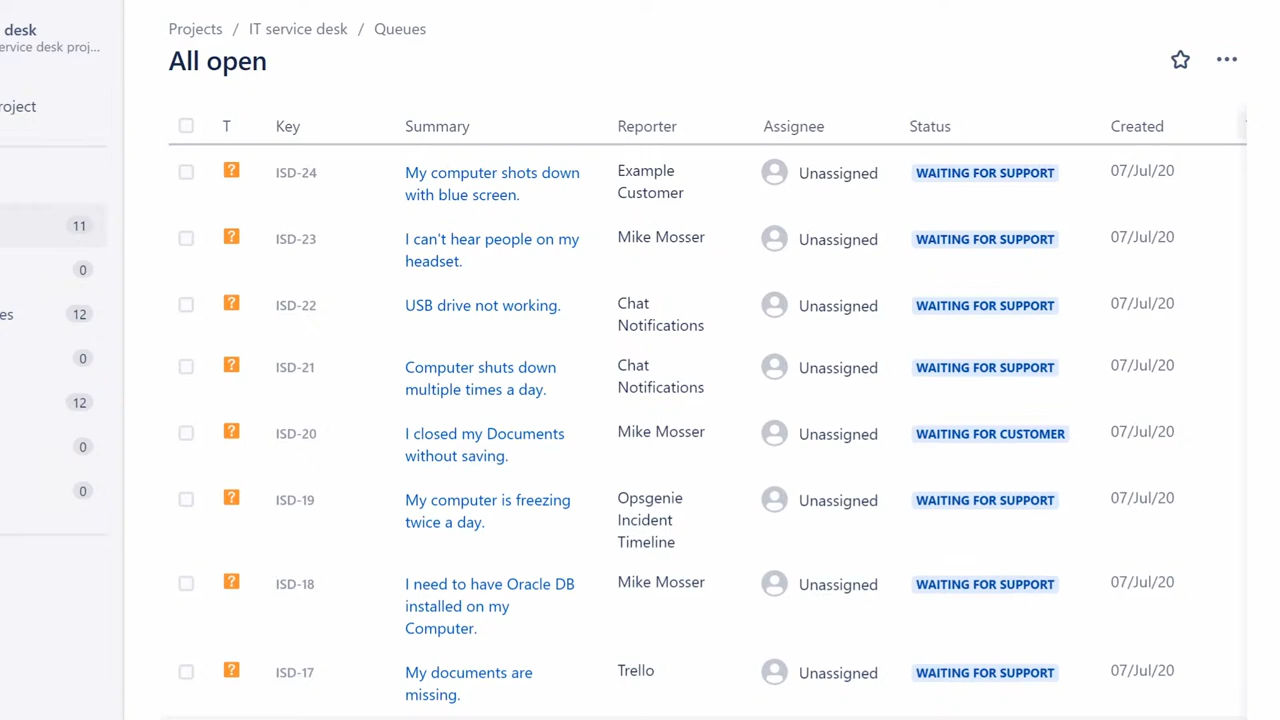 desk
ervice desk proj...
roject
11
0
es 12
0
12
0
0
Projects / IT service desk / Queues
All open
T Key Summary Reporter Assignee Status Created
? ISD-24 My computer shots down Example Unassigned WAITING FOR SUPPORT 07/Jul/20
with blue screen. Customer
? ISD-23 I can't hear people on my Mike Mosser Unassigned WAITING FOR SUPPORT 07/Jul/20
headset.
? ISD-22 USB drive not working. Chat Unassigned WAITING FOR SUPPORT 07/Jul/20
Notifications
? ISD-21 Computer shuts down Chat Unassigned WAITING FOR SUPPORT 07/Jul/20
multiple times a day. Notifications
? ISD-20 I closed my Documents Mike Mosser Unassigned WAITING FOR CUSTOMER 07/Jul/20
without saving.
? ISD-19 My computer is freezing Opsgenie Unassigned WAITING FOR SUPPORT 07/Jul/20
twice a day. Incident
Timeline
? ISD-18 I need to have Oracle DB Mike Mosser Unassigned WAITING FOR SUPPORT 07/Jul/20
installed on my
Computer.
? ISD-17 My documents are Trello Unassigned WAITING FOR SUPPORT 07/Jul/20
missing.